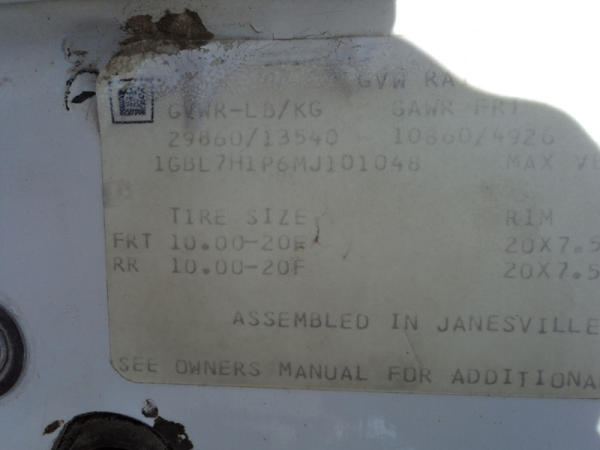 GVW RA
GVWR-LB/KG GAWR FRT
29860/13540 10860/4926
1GBL7H1P6MJ101048 MAX VE
TIRE SIZE RIM
FRT 10.00-20F 20X7.5
RR 10.00-20F 20X7.5
ASSEMBLED IN JANESVILLE
SEE OWNERS MANUAL FOR ADDITIONA